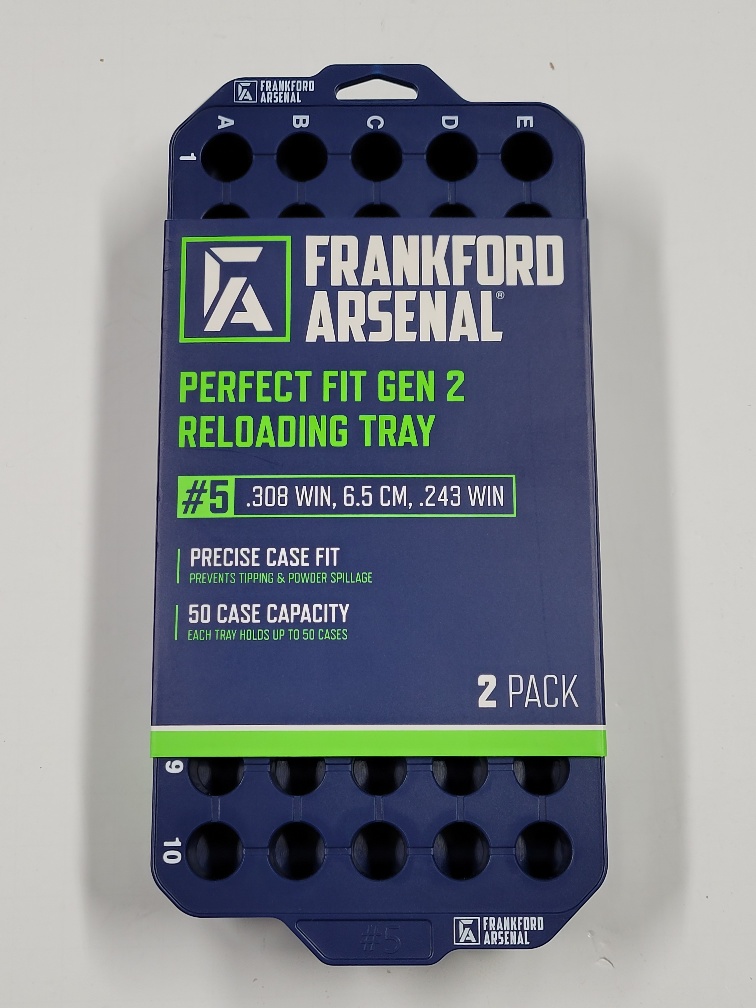 FRANKFORD
ARSENAL
A B C D E
1
FRANKFORD
ARSENAL®
PERFECT FIT GEN 2
RELOADING TRAY
#5 .308 WIN, 6.5 CM, .243 WIN
PRECISE CASE FIT
PREVENTS TIPPING & POWDER SPILLAGE
50 CASE CAPACITY
EACH TRAY HOLDS UP TO 50 CASES
2 PACK
9
10
FRANKFORD
ARSENAL
#5